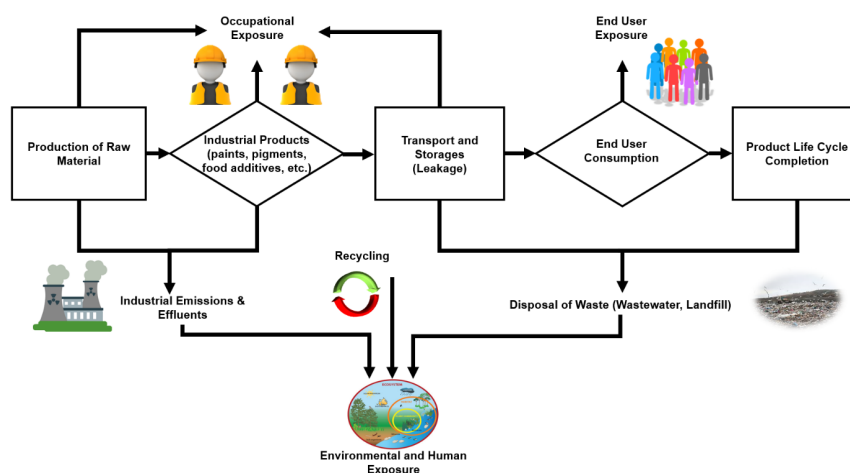 Occupational
Exposure
End User
Exposure
Production of Raw
Material
Industrial Products
(paints, pigments,
food additives, etc.)
Transport and
Storages
(Leakage)
End User
Consumption
Product Life Cycle
Completion
Recycling
Industrial Emissions &
Effluents
Disposal of Waste (Wastewater, Landfill)
ECOSYSTEM
Environmental and Human
Exposure